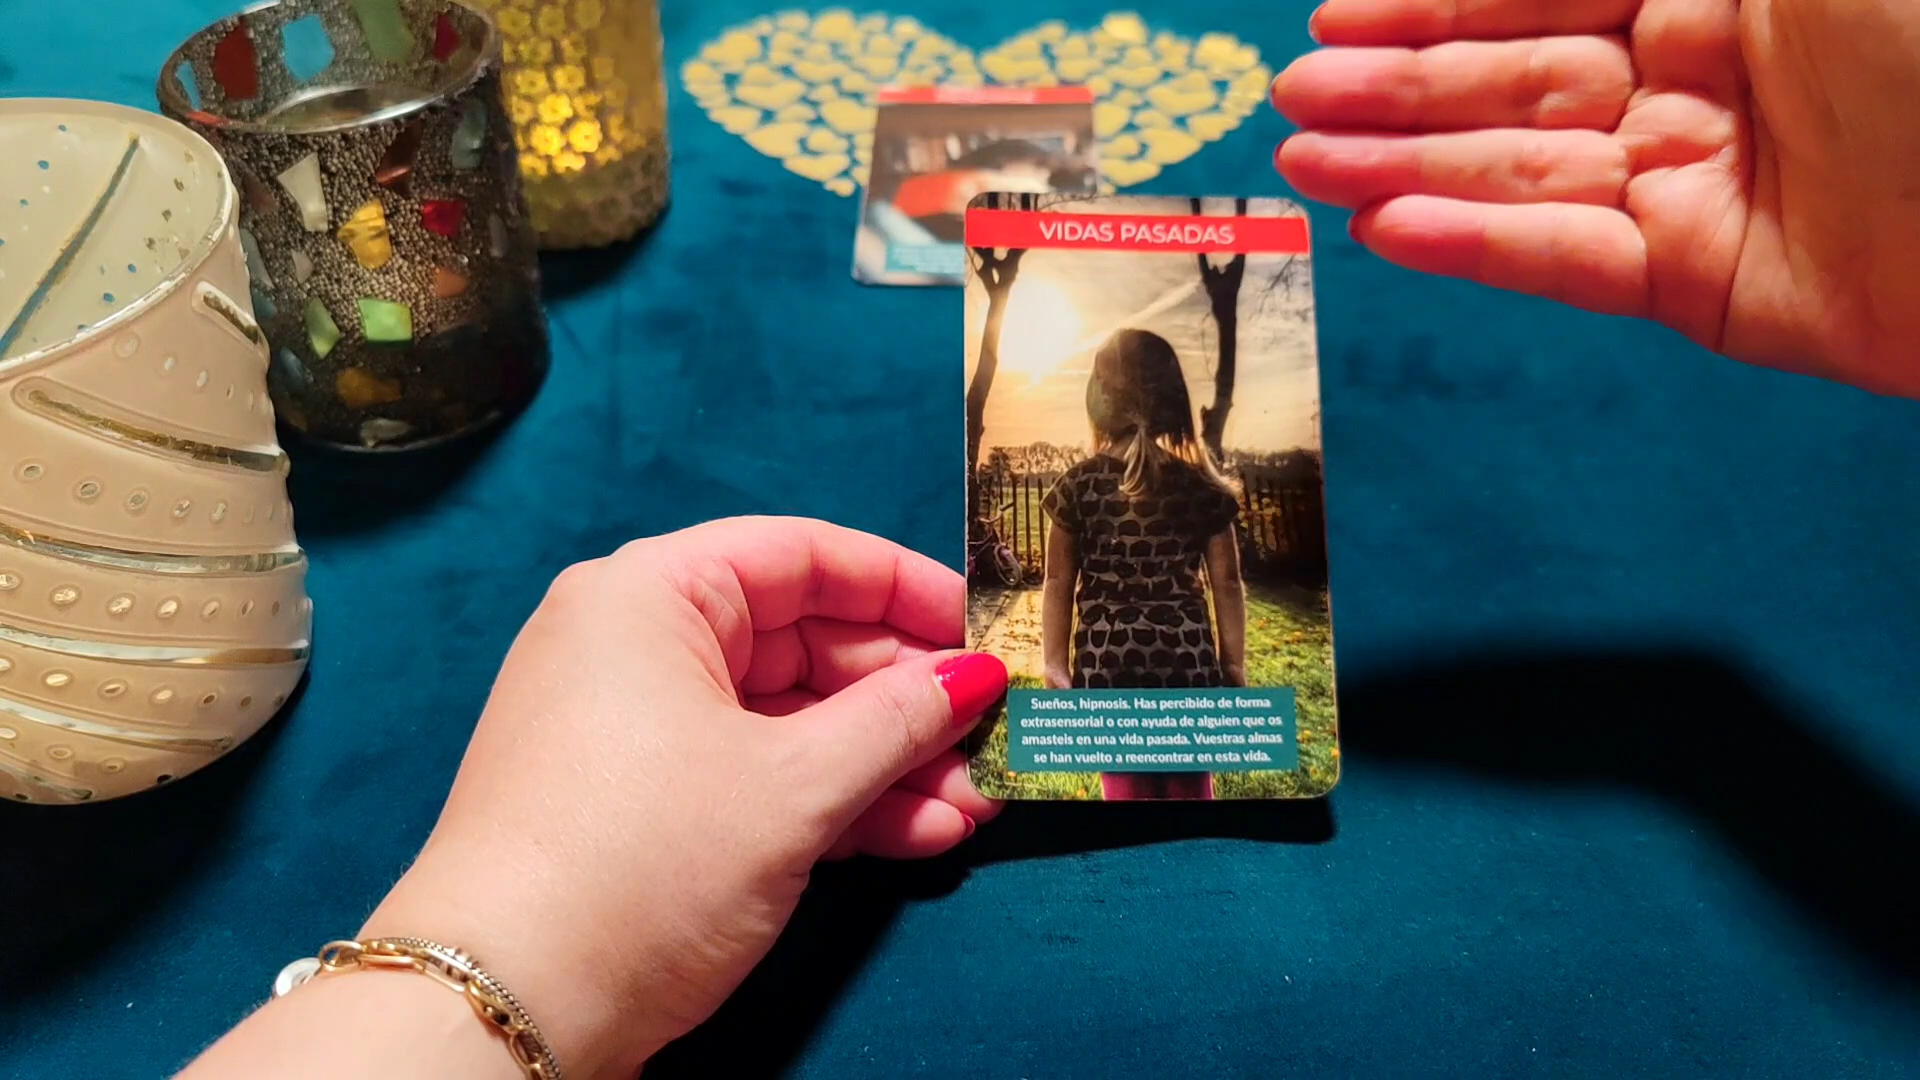 VIDAS PASADAS
Sueños, hipnosis. Has percibido de forma
extrasensorial o con ayuda de alguien que os
amasteis en una vida pasada. Vuestras almas
se han vuelto a reencontrar en esta vida.